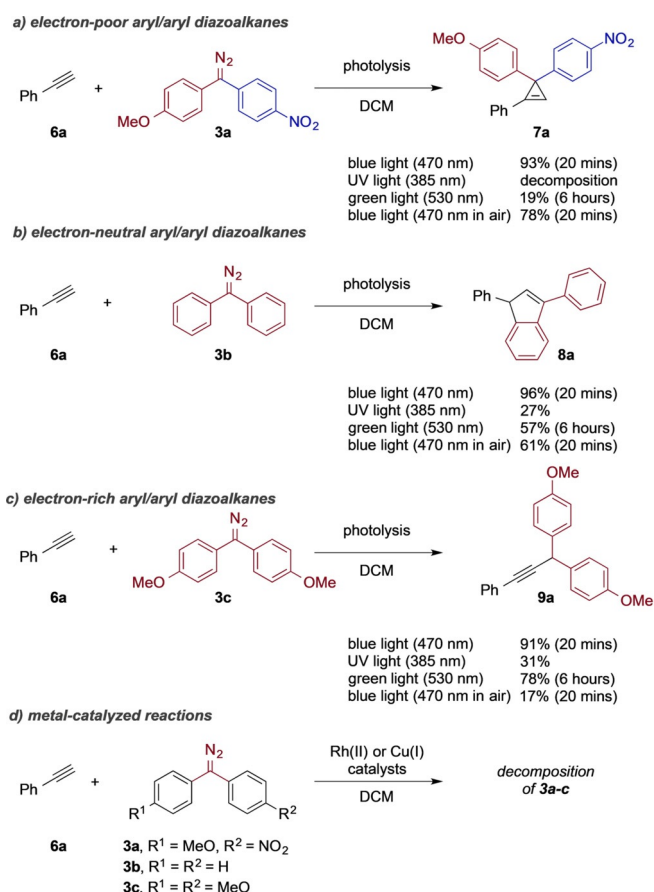 a) electron-poor aryl/aryl diazoalkanes
Ph
6a
+
N2
MeO
NO2
3a
photolysis
DCM
MeO
NO2
Ph
7a
blue light (470 nm) 93% (20 mins)
UV light (385 nm) decomposition
green light (530 nm) 19% (6 hours)
blue light (470 nm in air) 78% (20 mins)
b) electron-neutral aryl/aryl diazoalkanes
Ph
6a
+
N2
3b
photolysis
DCM
Ph
8a
blue light (470 nm) 96% (20 mins)
UV light (385 nm) 27%
green light (530 nm) 57% (6 hours)
blue light (470 nm in air) 61% (20 mins)
c) electron-rich aryl/aryl diazoalkanes
Ph
6a
+
N2
MeO
OMe
3c
photolysis
DCM
OMe
Ph
OMe
9a
blue light (470 nm) 91% (20 mins)
UV light (385 nm) 31%
green light (530 nm) 78% (6 hours)
blue light (470 nm in air) 17% (20 mins)
d) metal-catalyzed reactions
Ph
6a
+
N2
R1
R2
3a, R1 = MeO, R2 = NO2
3b, R1 = R2 = H
3c, R1 = R2 = MeO
Rh(II) or Cu(I)
catalysts
DCM
decomposition
of 3a-c